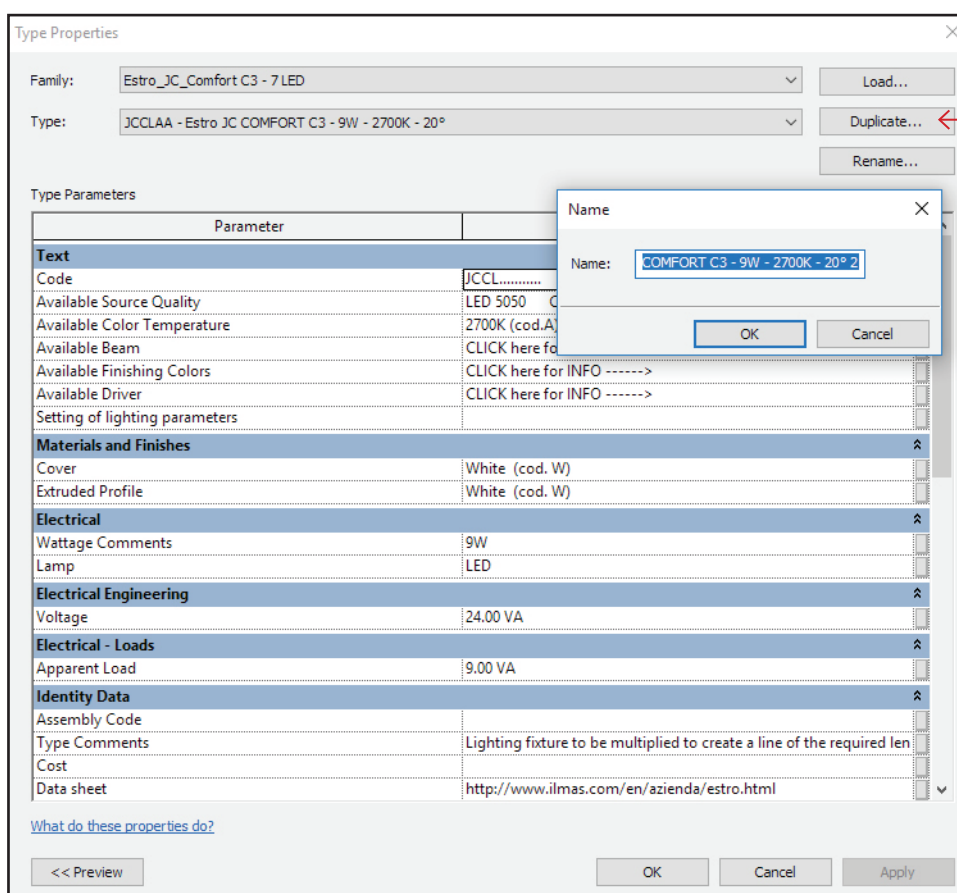 Type Properties
Family: Estro_JC_Comfort C3 - 7 LED Load...
Type: JCCLAA - Estro JC COMFORT C3 - 9W - 2700K - 20° Duplicate...
Rename...
Type Parameters
Parameter
Name
Name: COMFORT C3 - 9W - 2700K - 20° 2
OK Cancel
Text
Code JCCL...........
Available Source Quality LED 5050
Available Color Temperature 2700K (cod.A)
Available Beam CLICK here fo
Available Finishing Colors CLICK here for INFO ------>
Available Driver CLICK here for INFO ------>
Setting of lighting parameters
Materials and Finishes
Cover White (cod. W)
Extruded Profile White (cod. W)
Electrical
Wattage Comments 9W
Lamp LED
Electrical Engineering
Voltage 24.00 VA
Electrical - Loads
Apparent Load 9.00 VA
Identity Data
Assembly Code
Type Comments Lighting fixture to be multiplied to create a line of the required len
Cost
Data sheet http://www.ilmas.com/en/azienda/estro.html
What do these properties do?
<< Preview OK Cancel Apply